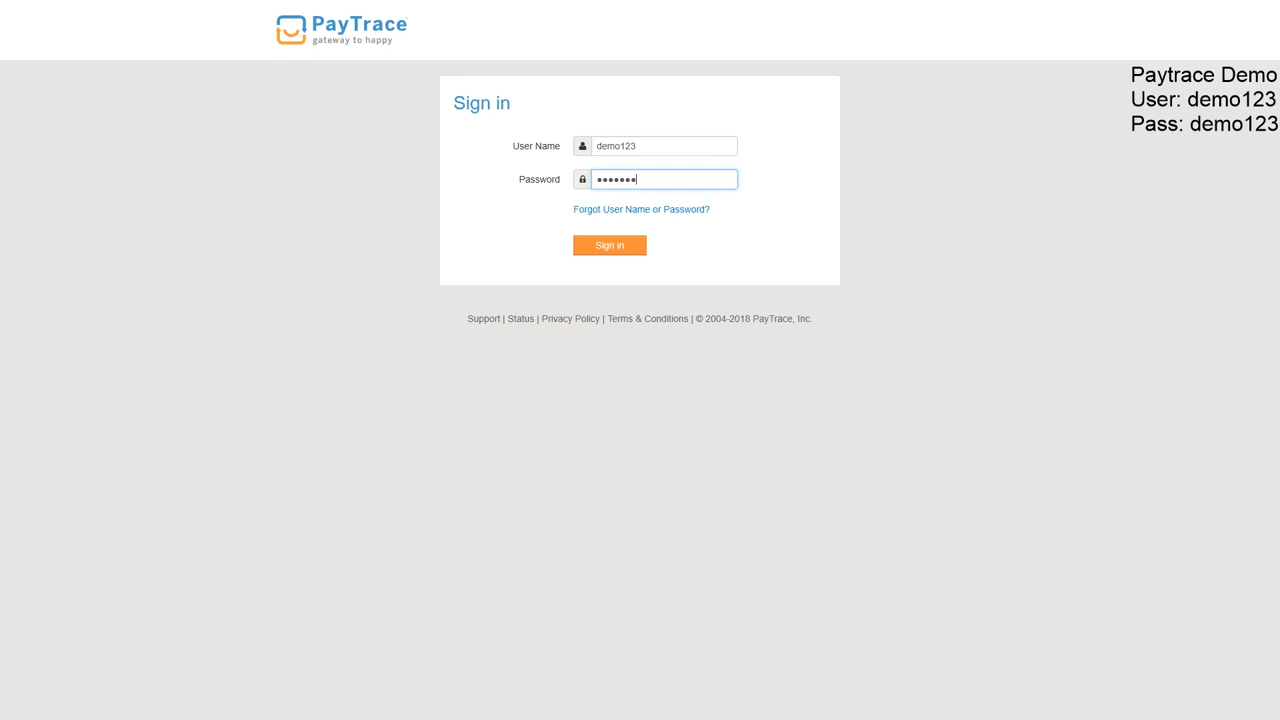 PayTrace
gateway to happy
Paytrace Demo
User: demo123
Pass: demo123
Sign in
User Name demo123
Password •••••••
Forgot User Name or Password?
Sign in
Support | Status | Privacy Policy | Terms & Conditions | © 2004-2018 PayTrace, Inc.